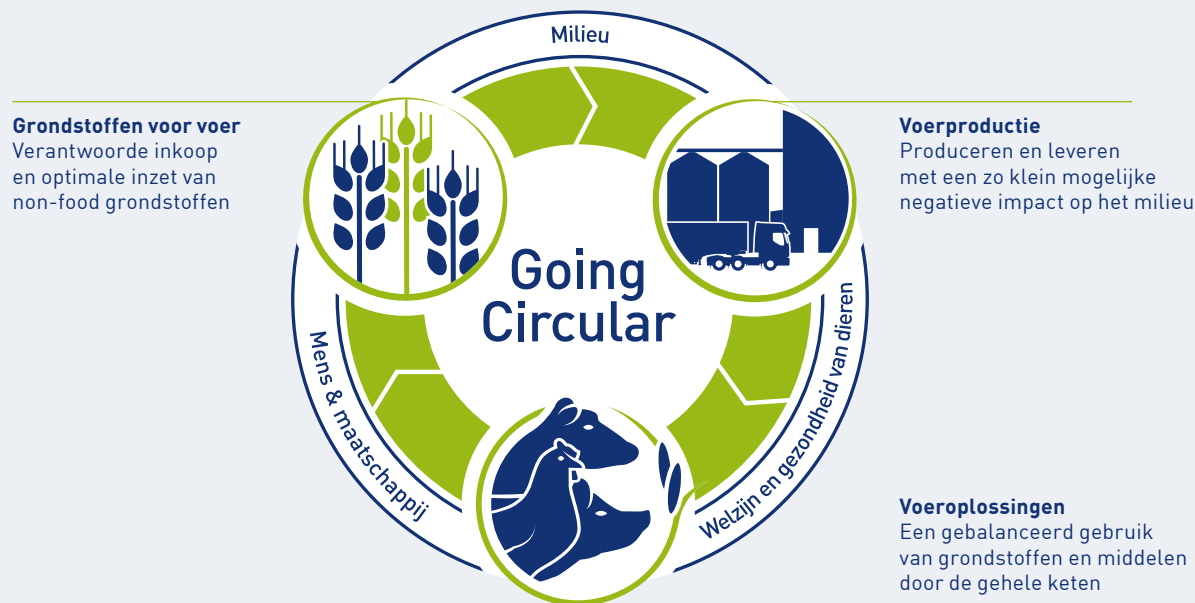 Milieu
Grondstoffen voor voer
Verantwoorde inkoop
en optimale inzet van
non-food grondstoffen
Voerproductie
Produceren en leveren
met een zo klein mogelijke
negatieve impact op het milieu
Going
Circular
Mens & maatschappij
Welzijn en gezondheid van dieren
Voeroplossingen
Een gebalanceerd gebruik
van grondstoffen en middelen
door de gehele keten